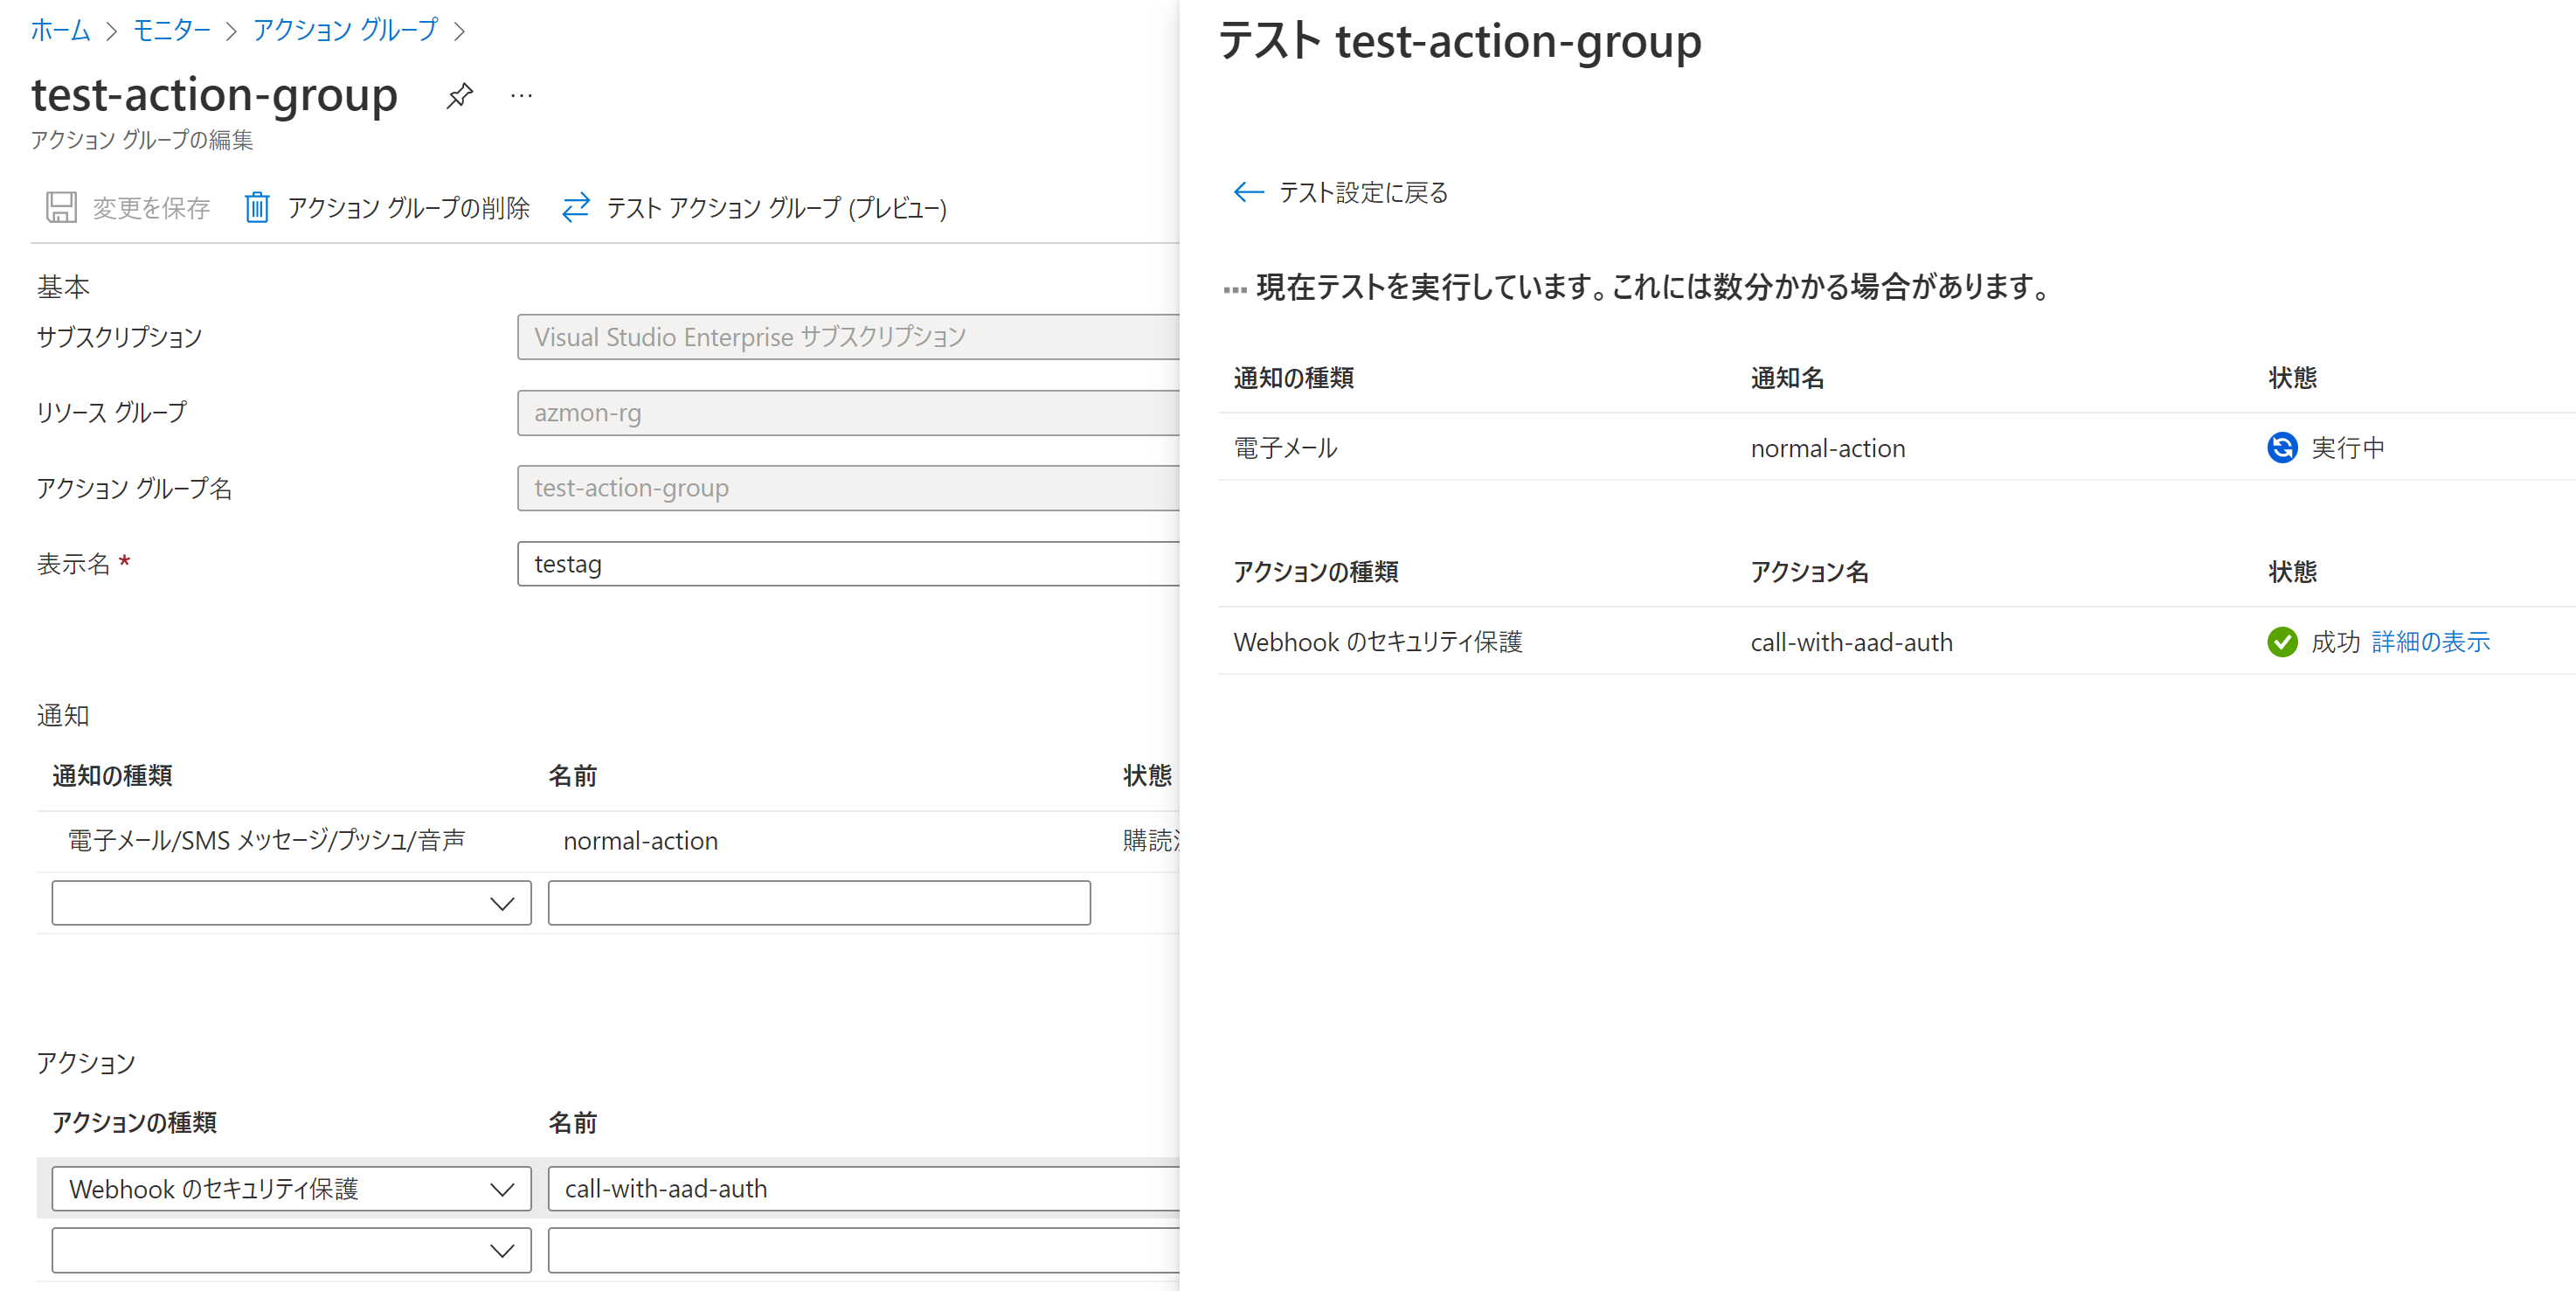 ホーム > モニター > アクション グループ >
test-action-group
アクション グループの編集
変更を保存 アクション グループの削除 テスト アクション グループ (プレビュー)
基本
サブスクリプション Visual Studio Enterprise サブスクリプション
リソース グループ azmon-rg
アクション グループ名 test-action-group
表示名 * testag
通知
通知の種類 名前 状態
電子メール/SMS メッセージ/プッシュ/音声 normal-action 購読
アクション
アクションの種類 名前
Webhook のセキュリティ保護 call-with-aad-auth
テスト test-action-group
← テスト設定に戻る
現在テストを実行しています。これには数分かかる場合があります。
通知の種類 通知名 状態
電子メール normal-action 実行中
アクションの種類 アクション名 状態
Webhook のセキュリティ保護 call-with-aad-auth 成功 詳細の表示